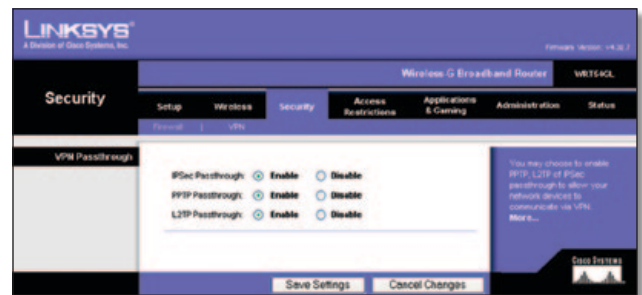 LINKSYS®
A Division of Cisco Systems, Inc.
Firmware Version: v4.30.7
Wireless-G Broadband Router WRT54GL
Security
Setup Wireless Security Access Restrictions Applications & Gaming Administration Status
Firewall | VPN
VPN Passthrough
IPSec Passthrough: Enable Disable
PPTP Passthrough: Enable Disable
L2TP Passthrough: Enable Disable
You may choose to enable
PPTP, L2TP or IPSec
passthrough to allow your
network devices to
communicate via VPN.
More...
Save Settings Cancel Changes
CISCO SYSTEMS